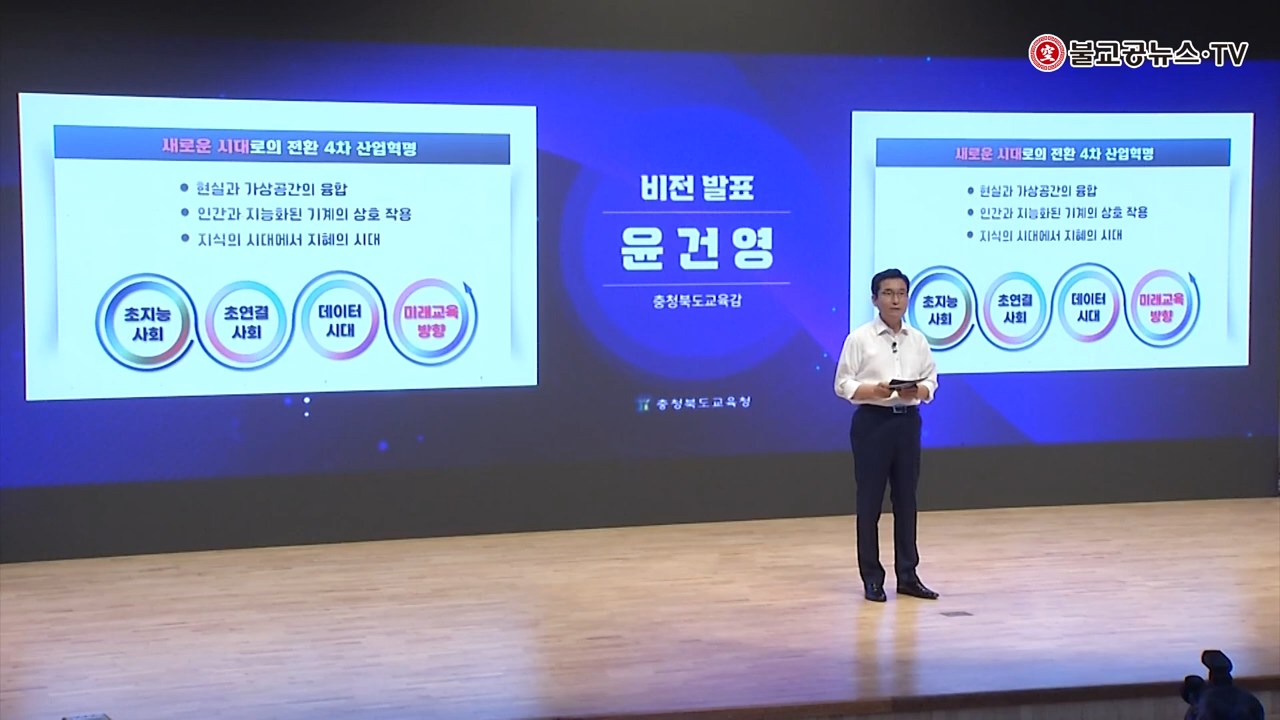 空 불교공뉴스·TV
새로운 시대로의 전환 4차 산업혁명
• 현실과 가상공간의 융합
• 인간과 지능화된 기계의 상호 작용
• 지식의 시대에서 지혜의 시대
초지능
사회
초연결
사회
데이터
시대
미래교육
방향
비전 발표
윤건영
충청북도교육감
충청북도교육청
새로운 시대로의 전환 4차 산업혁명
• 현실과 가상공간의 융합
• 인간과 지능화된 기계의 상호 작용
• 지식의 시대에서 지혜의 시대
초지능
사회
초연결
사회
데이터
시대
미래교육
방향